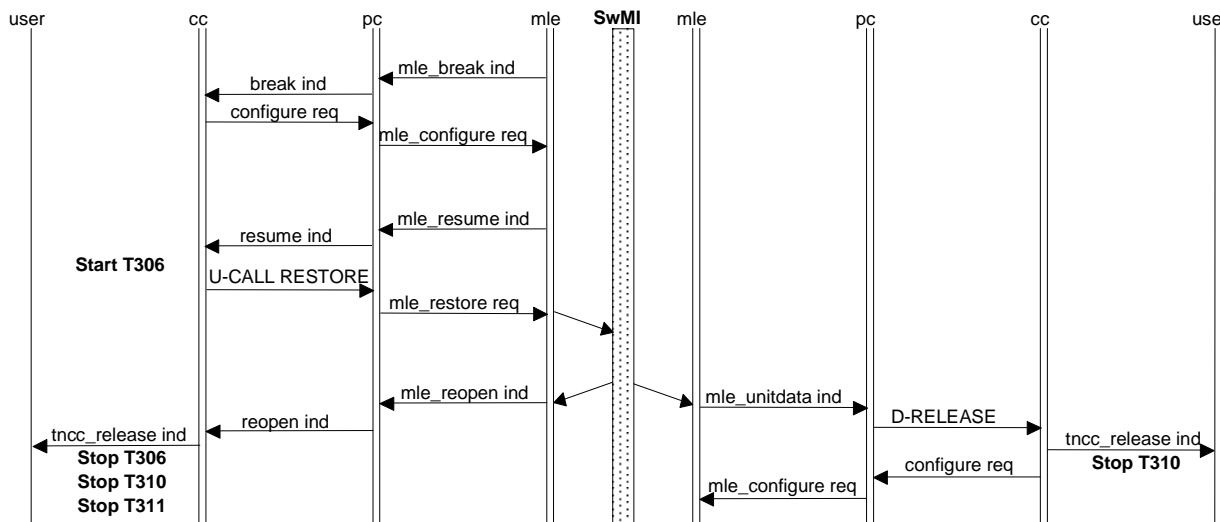 user cc pc mle SwMI mle pc cc use
mle_break ind
break ind
configure req
mle_configure req
mle_resume ind
resume ind
Start T306
U-CALL RESTORE
mle_restore req
mle_reopen ind mle_unitdata ind
reopen ind D-RELEASE
tncc_release ind tncc_release ind
Stop T306 configure req Stop T310
Stop T310 mle_configure req
Stop T311